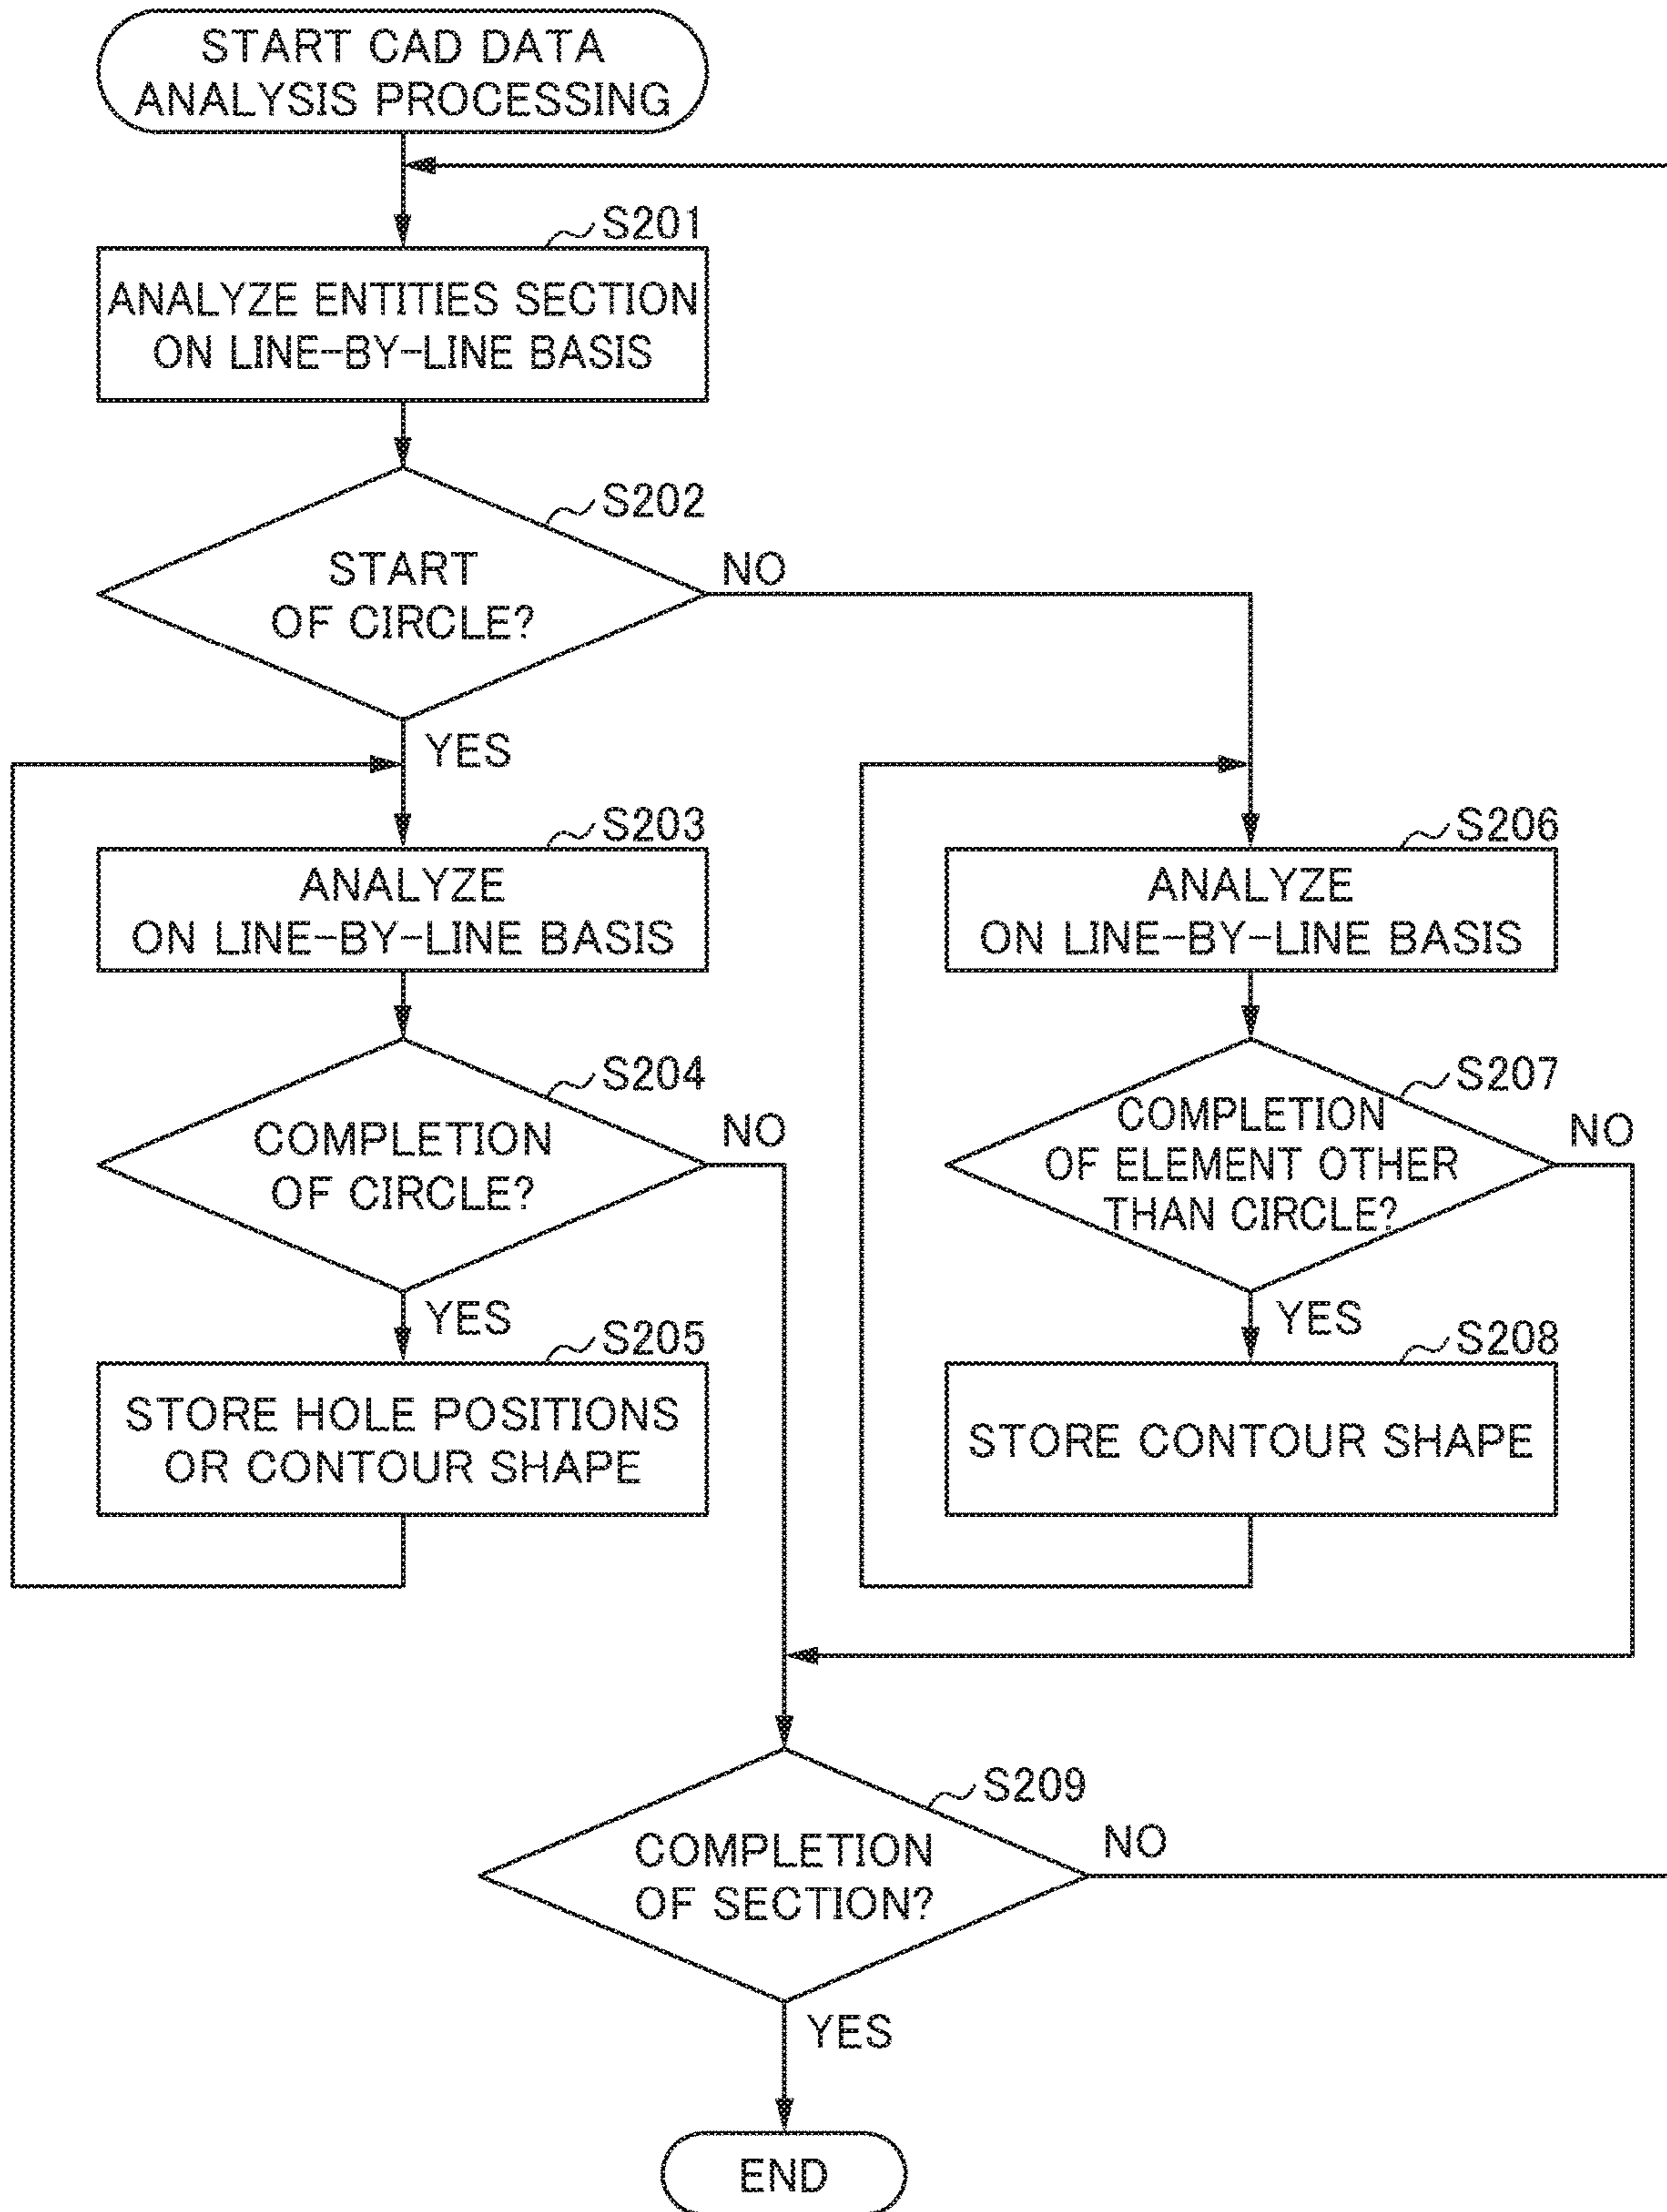 START CAD DATA
ANALYSIS PROCESSING
S201
ANALYZE ENTITIES SECTION
ON LINE-BY-LINE BASIS
S202
START
OF CIRCLE?
NO
YES
S203
ANALYZE
ON LINE-BY-LINE BASIS
S204
COMPLETION
OF CIRCLE?
NO
YES
S205
STORE HOLE POSITIONS
OR CONTOUR SHAPE
S206
ANALYZE
ON LINE-BY-LINE BASIS
S207
COMPLETION
OF ELEMENT OTHER
THAN CIRCLE?
NO
YES
S208
STORE CONTOUR SHAPE
S209
COMPLETION
OF SECTION?
NO
YES
END